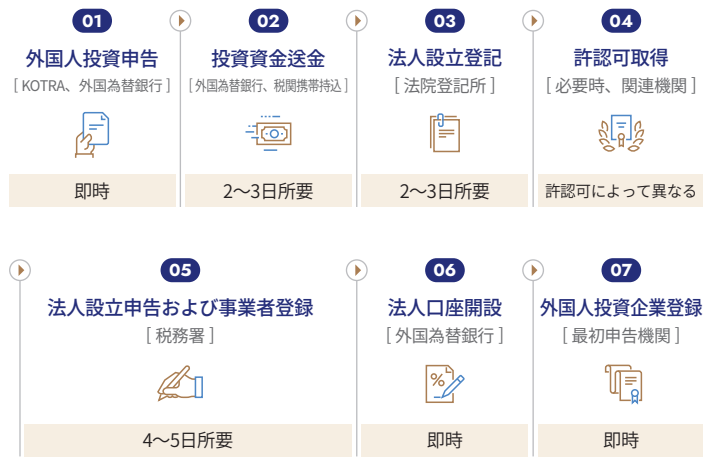 01
外国人投資申告
[ KOTRA、外国為替銀行 ]
即時
02
投資資金送金
[ 外国為替銀行、税関携帯持込 ]
2〜3日所要
03
法人設立登記
[ 法院登記所 ]
2〜3日所要
04
許認可取得
[ 必要時、関連機関 ]
許認可によって異なる
05
法人設立申告および事業者登録
[ 税務署 ]
4〜5日所要
06
法人口座開設
[ 外国為替銀行 ]
%
即時
07
外国人投資企業登録
[ 最初申告機関 ]
即時